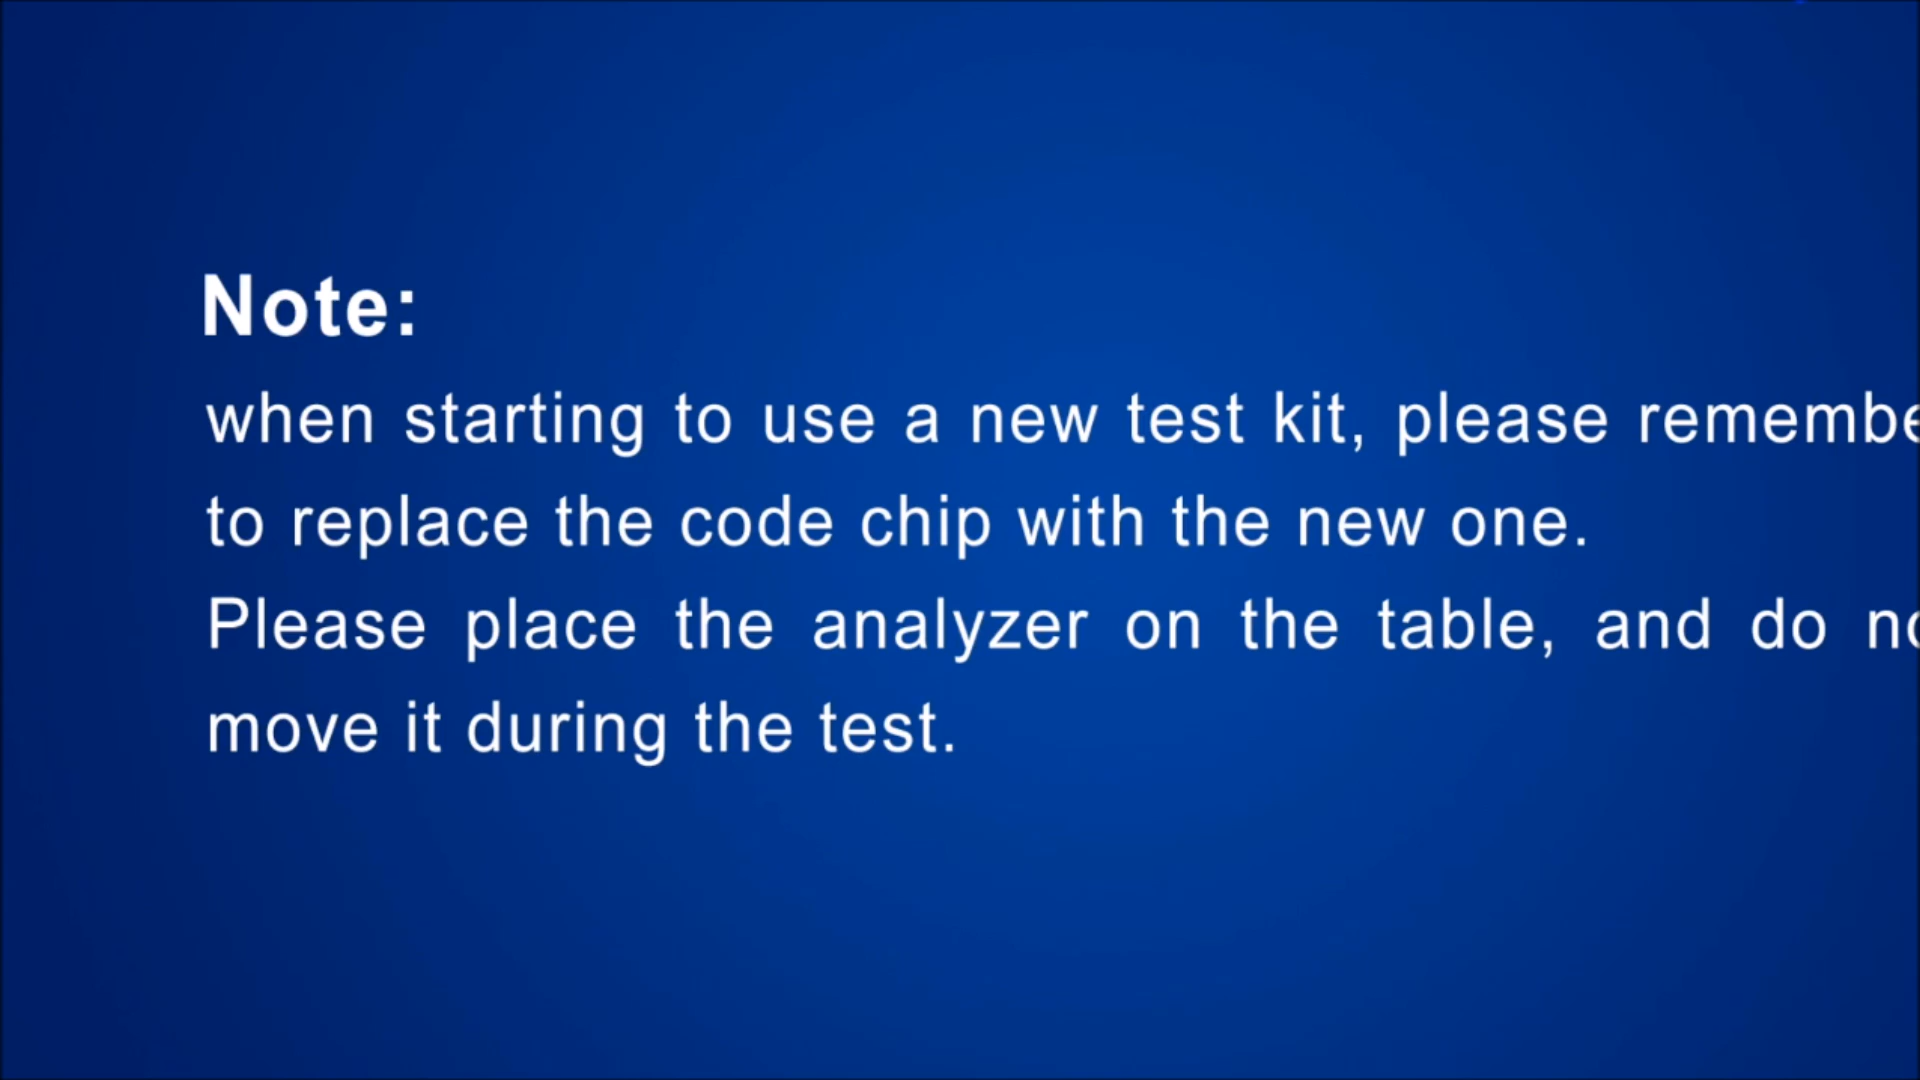 Note:
when starting to use a new test kit, please remembe
to replace the code chip with the new one.
Please place the analyzer on the table, and do no
move it during the test.